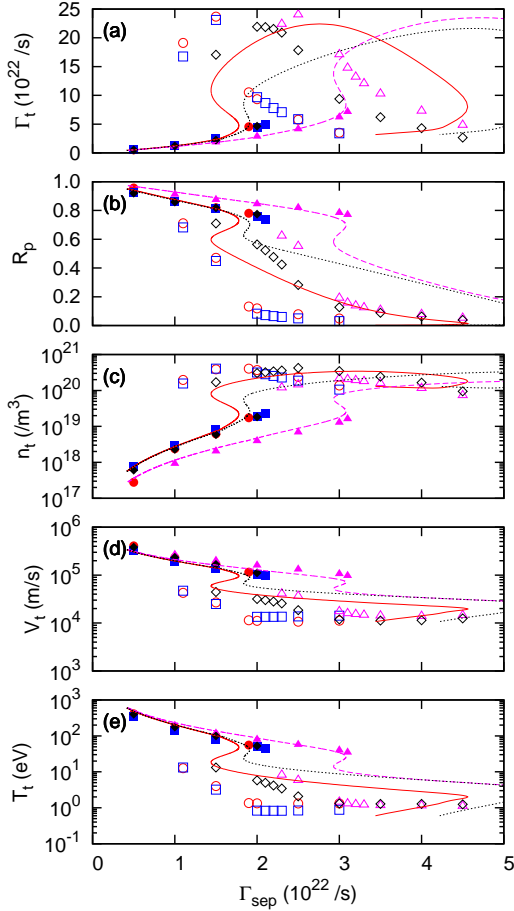 25
20
15
10
5
0
Γt (10^22 /s)
(a)
1.0
0.8
0.6
0.4
0.2
0.0
Rp
(b)
10^21
10^20
10^19
10^18
10^17
nt (/m^3)
(c)
10^6
10^5
10^4
10^3
Vt (m/s)
(d)
10^3
10^2
10^1
10^0
10^-1
Tt (eV)
(e)
0 1 2 3 4 5
Γsep (10^22 /s)